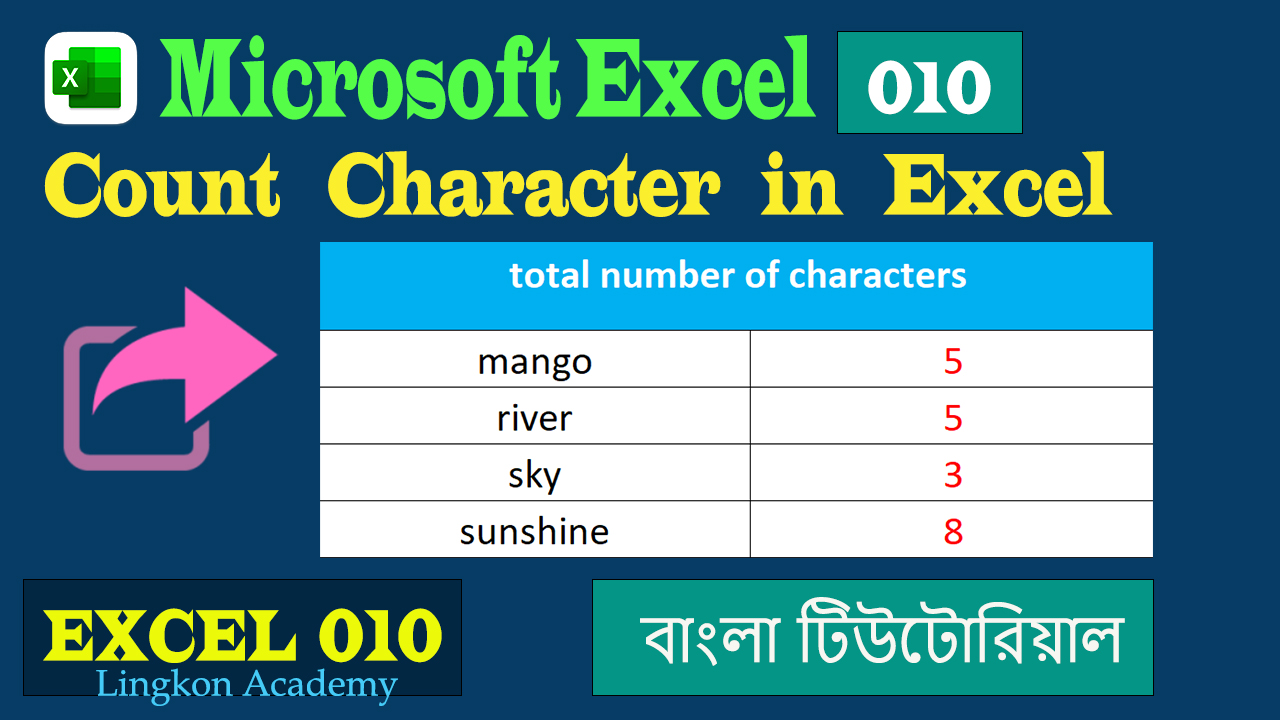 X Microsoft Excel 010
Count Character in Excel
total number of characters
mango 5
river 5
sky 3
sunshine 8
EXCEL 010
Lingkon Academy
বাংলা টিউটোরিয়াল